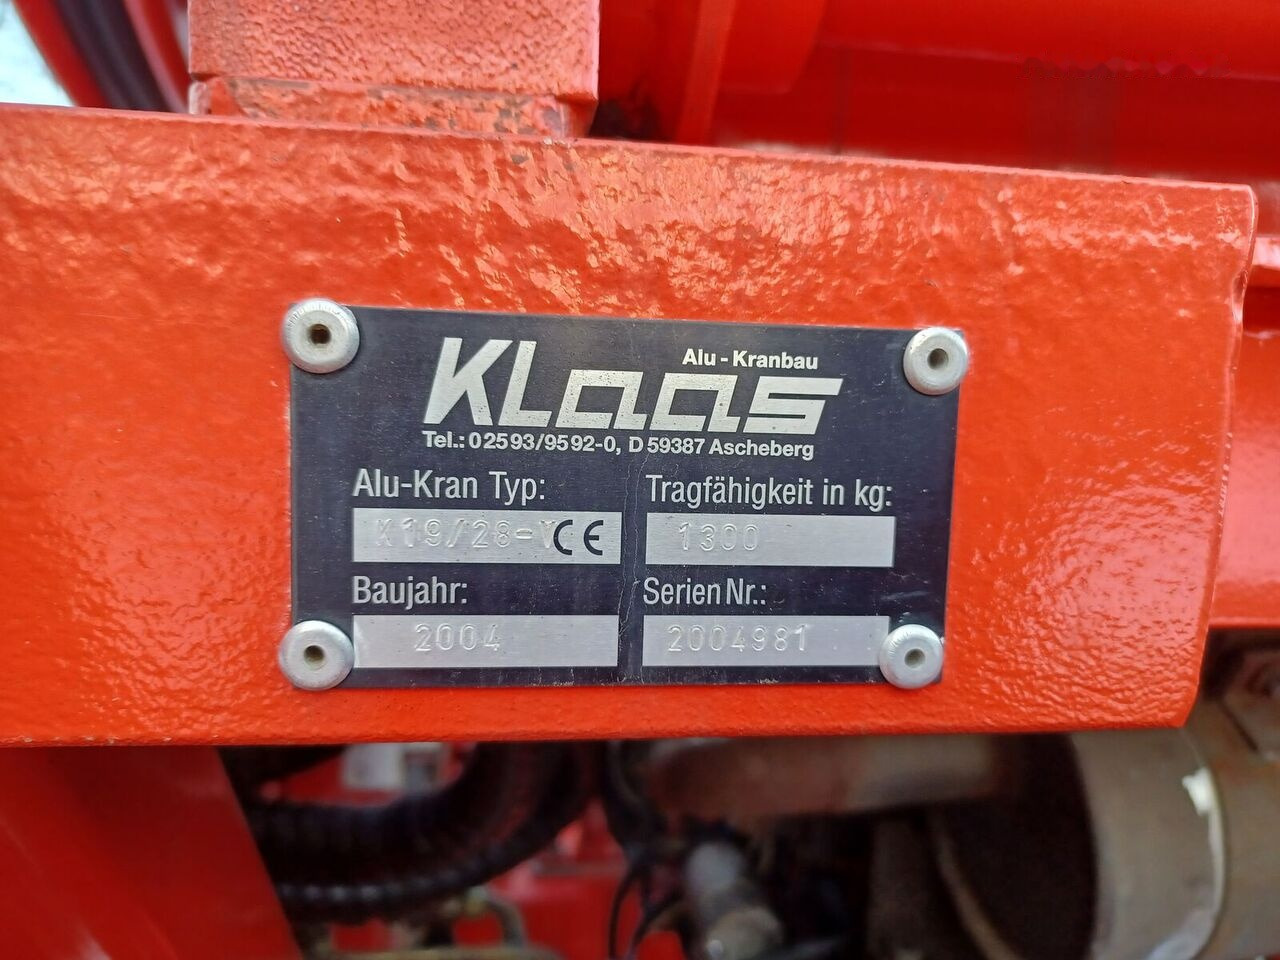 Alu - Kranbau
KLaas
Tel.: 02593/9592-0, D 59387 Ascheberg
Alu-Kran Typ: Tragfähigkeit in kg:
K19/28- CE 1300
Baujahr: Serien Nr.:
2004 2004981